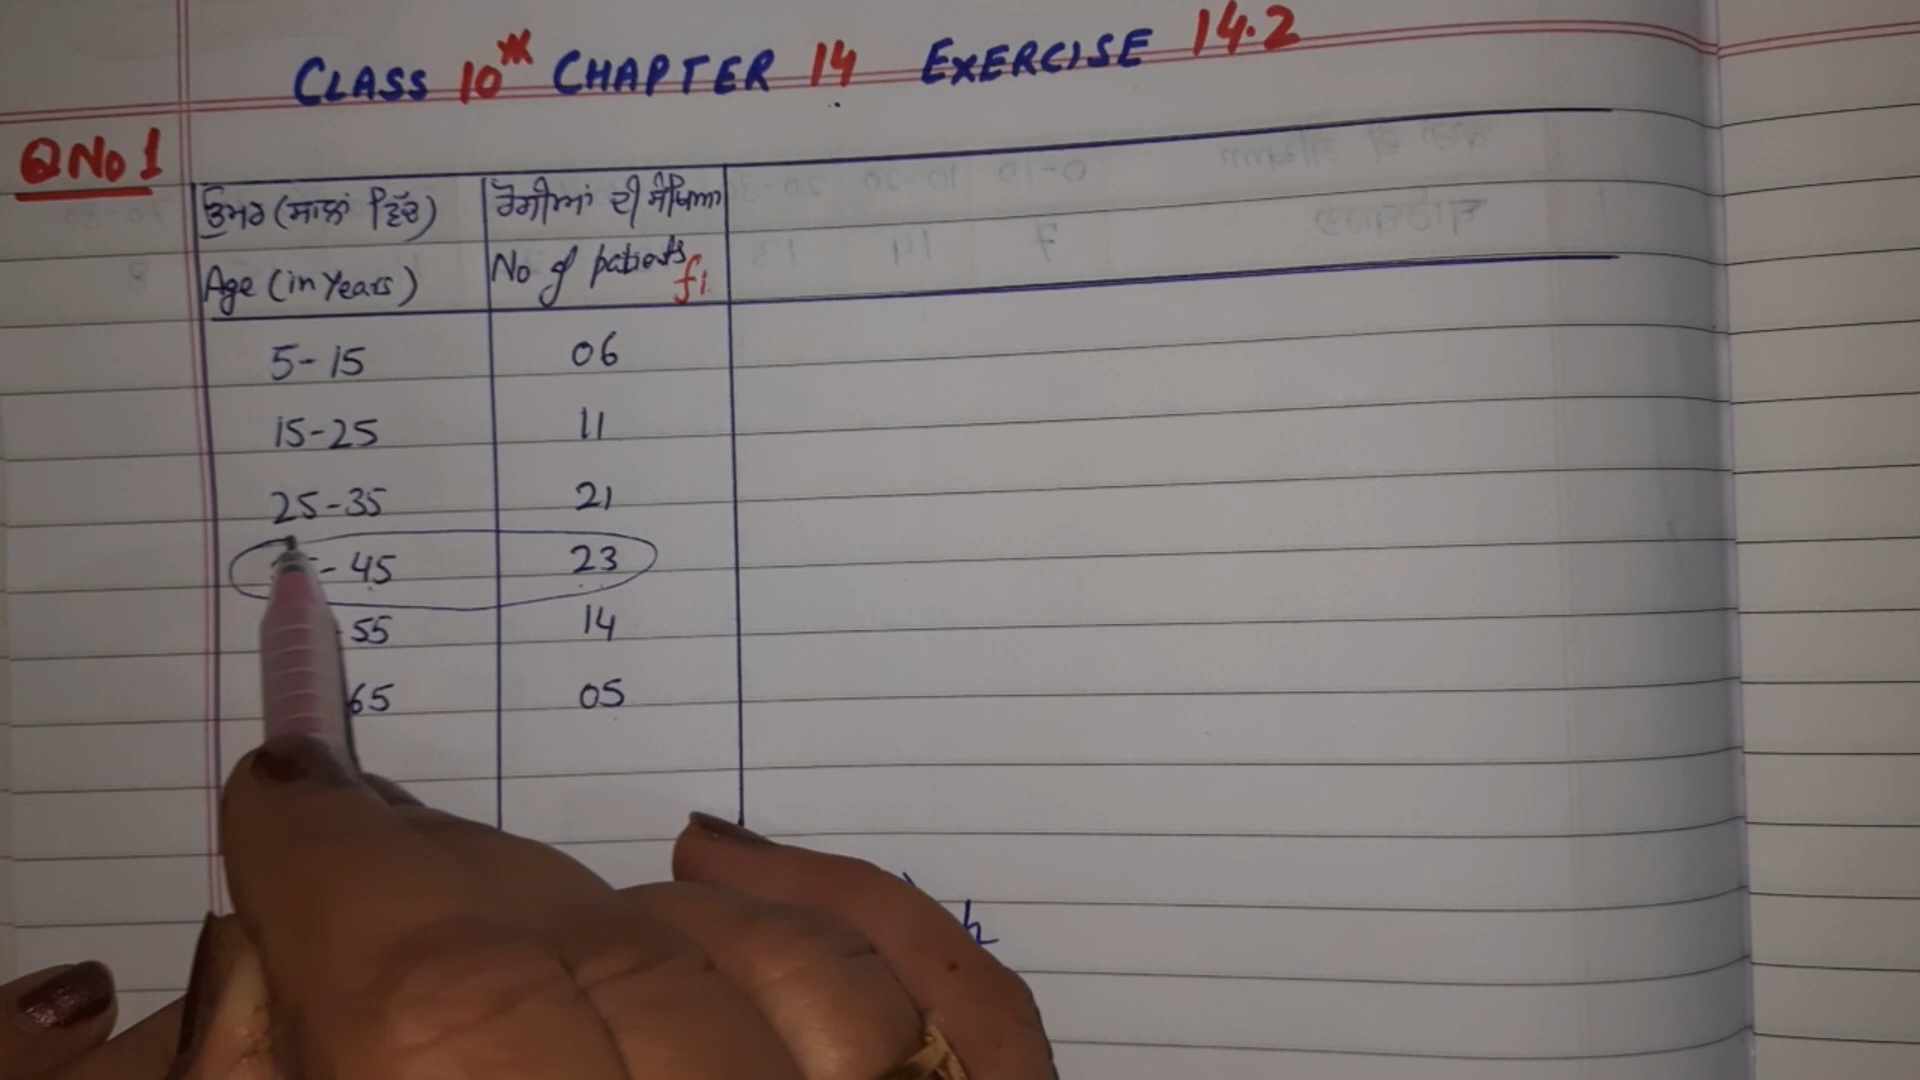 CLASS 10th CHAPTER 14 EXERCISE 14.2
Q No 1
ਉਮਰ (ਸਾਲਾਂ ਵਿੱਚ) ਰੋਗੀਆਂ ਦੀ ਸੰਖਿਆ
Age (in Years) No of patients fi
5-15 06
15-25 11
25-35 21
-45 23
-55 14
65 05
h